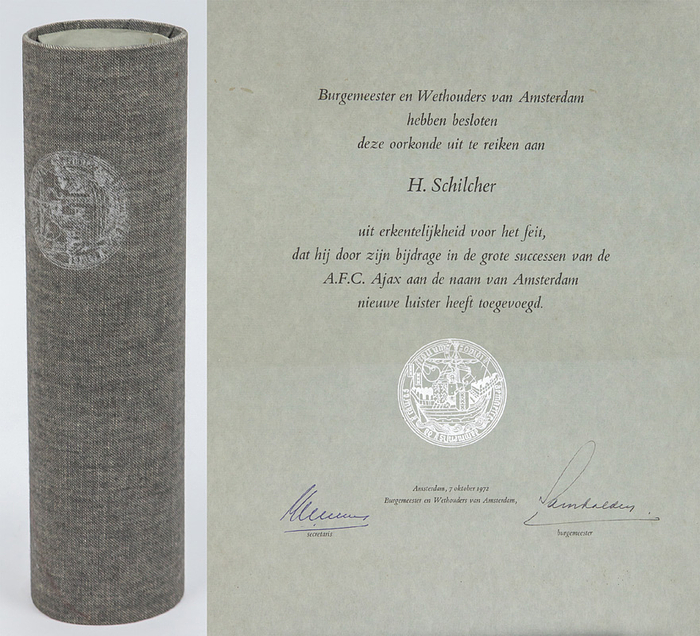 Burgemeester en Wethouders van Amsterdam
hebben besloten
deze oorkonde uit te reiken aan
H. Schilcher
uit erkentelijkheid voor het feit,
dat hij door zijn bijdrage in de grote successen van de
A.F.C. Ajax aan de naam van Amsterdam
nieuwe luister heeft toegevoegd.
Amsterdam, 7 oktober 1972
Burgemeester en Wethouders van Amsterdam,
secretaris
burgemeester